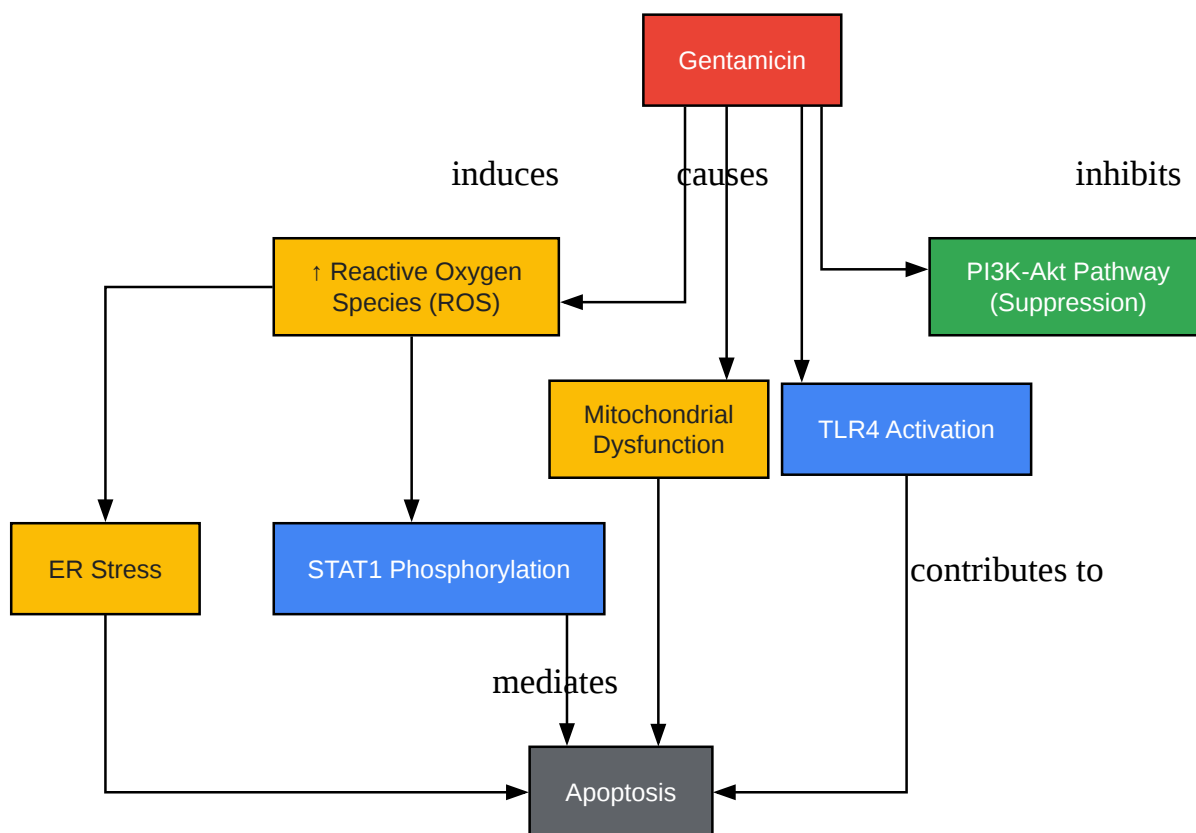 Gentamicin
induces
causes
inhibits
↑ Reactive Oxygen
Species (ROS)
PI3K-Akt Pathway
(Suppression)
Mitochondrial
Dysfunction
TLR4 Activation
ER Stress
STAT1 Phosphorylation
contributes to
mediates
Apoptosis